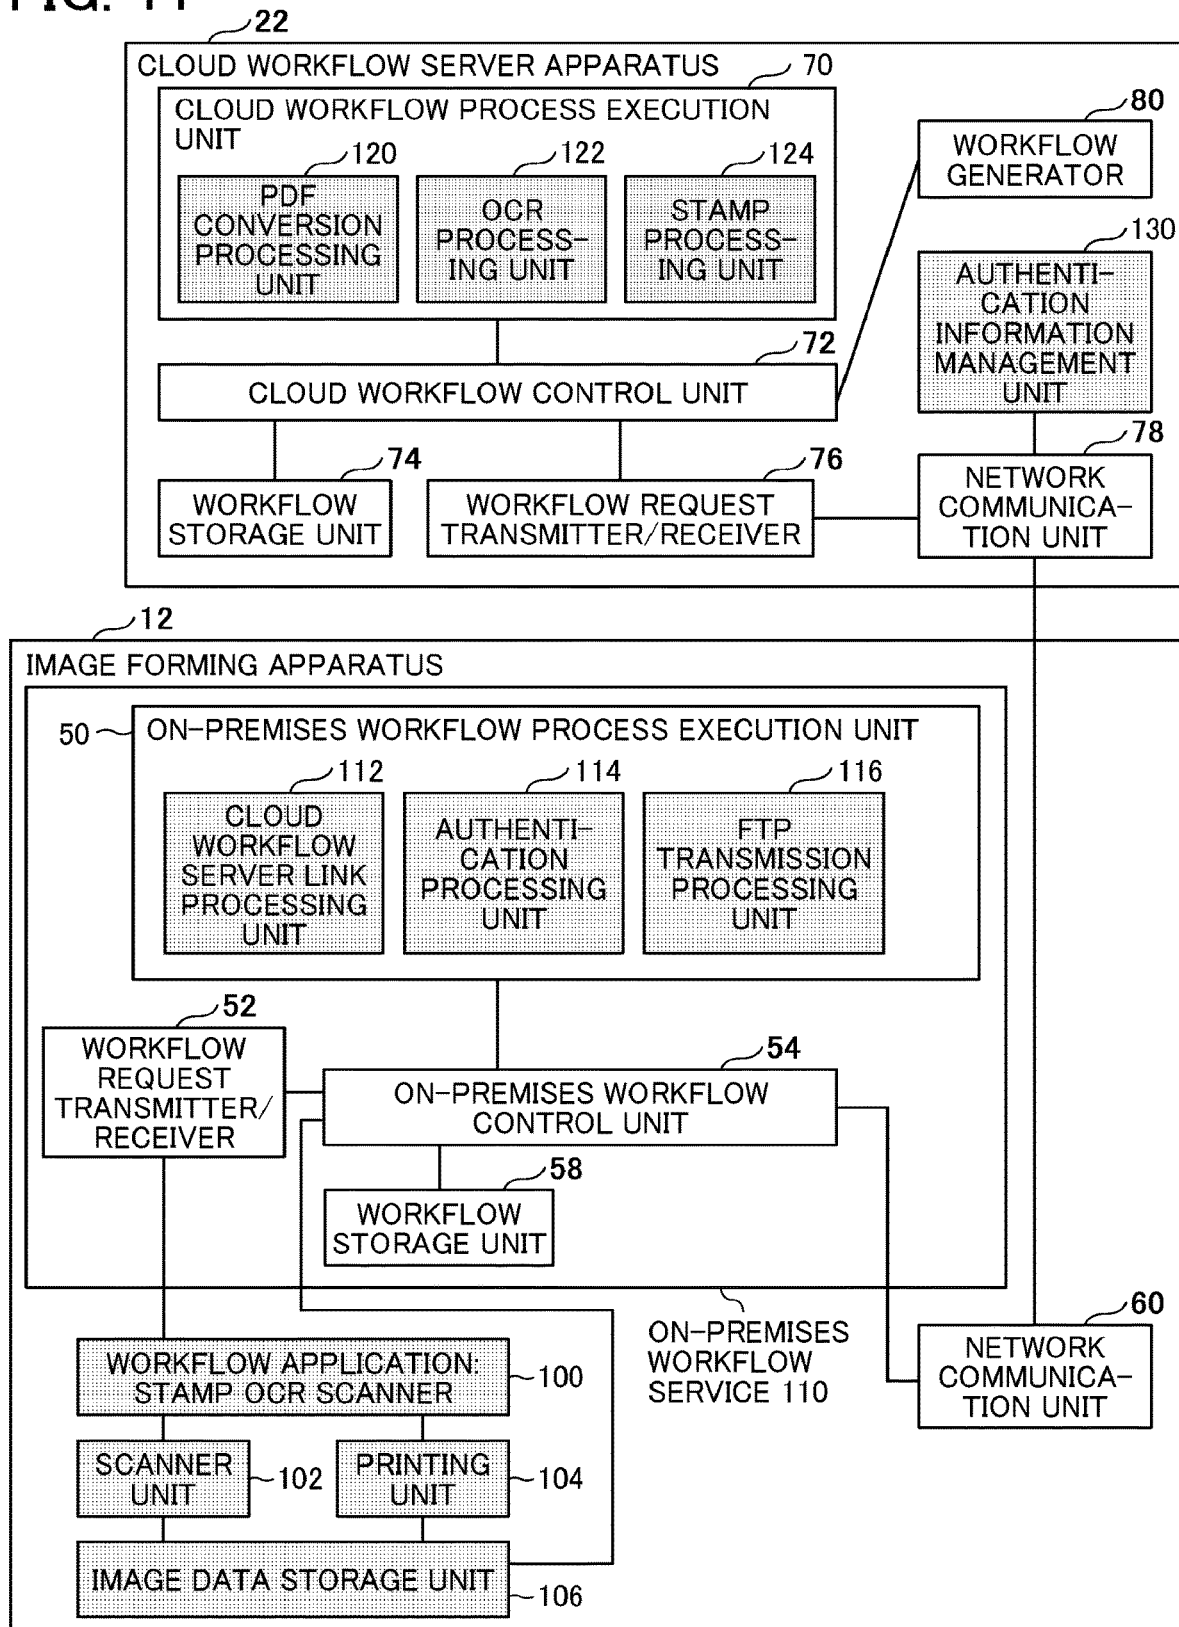 22
CLOUD WORKFLOW SERVER APPARATUS
70
CLOUD WORKFLOW PROCESS EXECUTION
UNIT
120
PDF
CONVERSION
PROCESSING
UNIT
122
OCR
PROCESS-
ING UNIT
124
STAMP
PROCESS-
ING UNIT
80
WORKFLOW
GENERATOR
130
AUTHENTI-
CATION
INFORMATION
MANAGEMENT
UNIT
72
CLOUD WORKFLOW CONTROL UNIT
74
WORKFLOW
STORAGE UNIT
76
WORKFLOW REQUEST
TRANSMITTER/RECEIVER
78
NETWORK
COMMUNICA-
TION UNIT
12
IMAGE FORMING APPARATUS
50
ON-PREMISES WORKFLOW PROCESS EXECUTION UNIT
112
CLOUD
WORKFLOW
SERVER LINK
PROCESSING
UNIT
114
AUTHENTI-
CATION
PROCESSING
UNIT
116
FTP
TRANSMISSION
PROCESSING
UNIT
52
WORKFLOW
REQUEST
TRANSMITTER/
RECEIVER
54
ON-PREMISES WORKFLOW
CONTROL UNIT
58
WORKFLOW
STORAGE UNIT
ON-PREMISES
WORKFLOW
SERVICE 110
60
NETWORK
COMMUNICA-
TION UNIT
WORKFLOW APPLICATION:
STAMP OCR SCANNER
100
SCANNER
UNIT
102
PRINTING
UNIT
104
IMAGE DATA STORAGE UNIT
106